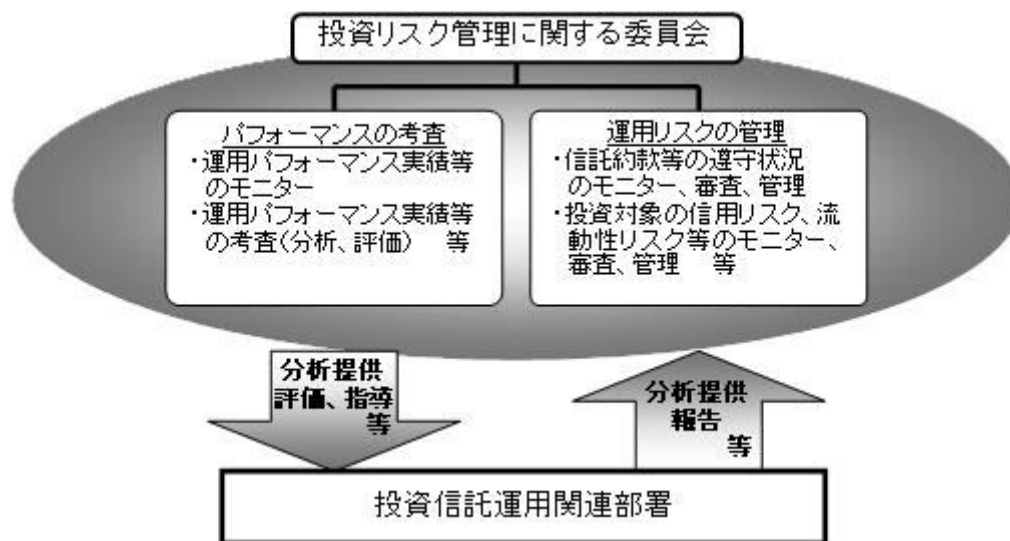 投資リスク管理に関する委員会
パフォーマンスの考査
・運用パフォーマンス実績等
のモニター
・運用パフォーマンス実績等
の考査(分析、評価)　等
運用リスクの管理
・信託約款等の遵守状況
のモニター、審査、管理
・投資対象の信用リスク、流
動性リスク等のモニター、
審査、管理　等
分析提供
評価、指導
等
分析提供
報告
等
投資信託運用関連部署